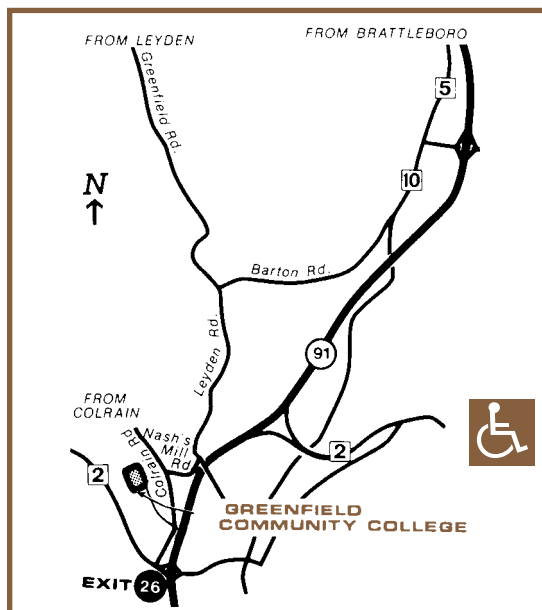 FROM LEYDEN
FROM BRATTLEBORO
Greenfield Rd.
5
10
N
Barton Rd.
Leyden Rd.
91
FROM
COLRAIN
Nash's
Mill
Rd
Colrain Rd
2
2
GREENFIELD
COMMUNITY COLLEGE
EXIT 26